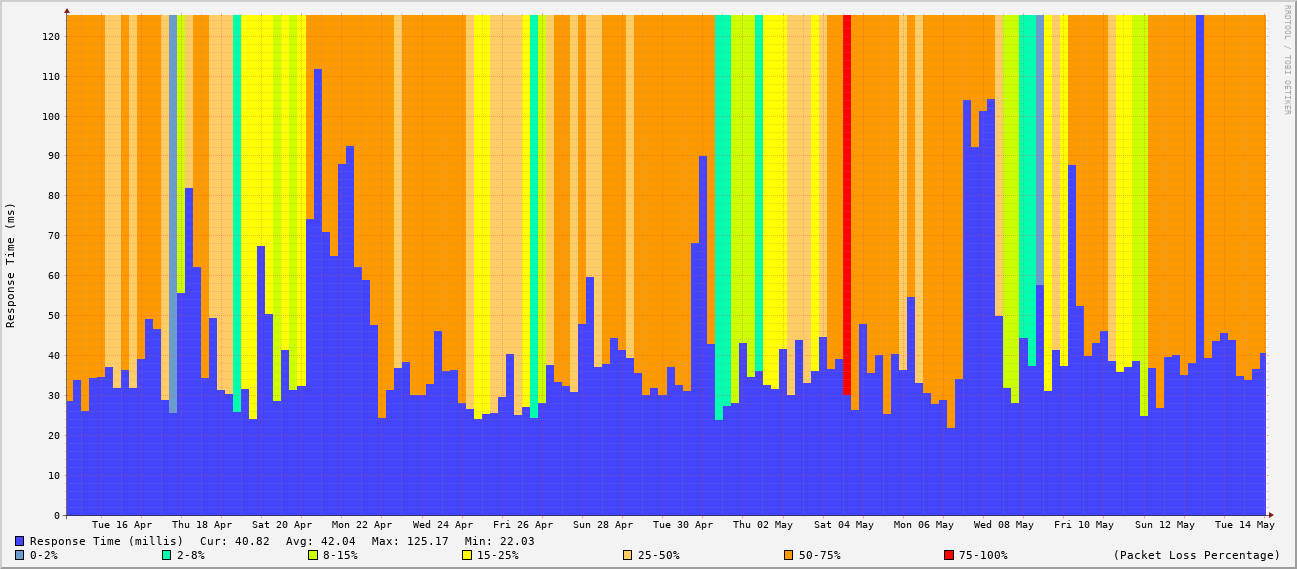 RRDTOOL / TOBI OETIKER
Response Time (ms)
120
110
100
90
80
70
60
50
40
30
20
10
0
Tue 16 Apr Thu 18 Apr Sat 20 Apr Mon 22 Apr Wed 24 Apr Fri 26 Apr Sun 28 Apr Tue 30 Apr Thu 02 May Sat 04 May Mon 06 May Wed 08 May Fri 10 May Sun 12 May Tue 14 May
Response Time (millis) Cur: 40.82 Avg: 42.04 Max: 125.17 Min: 22.03
0-2% 2-8% 8-15% 15-25% 25-50% 50-75% 75-100% (Packet Loss Percentage)